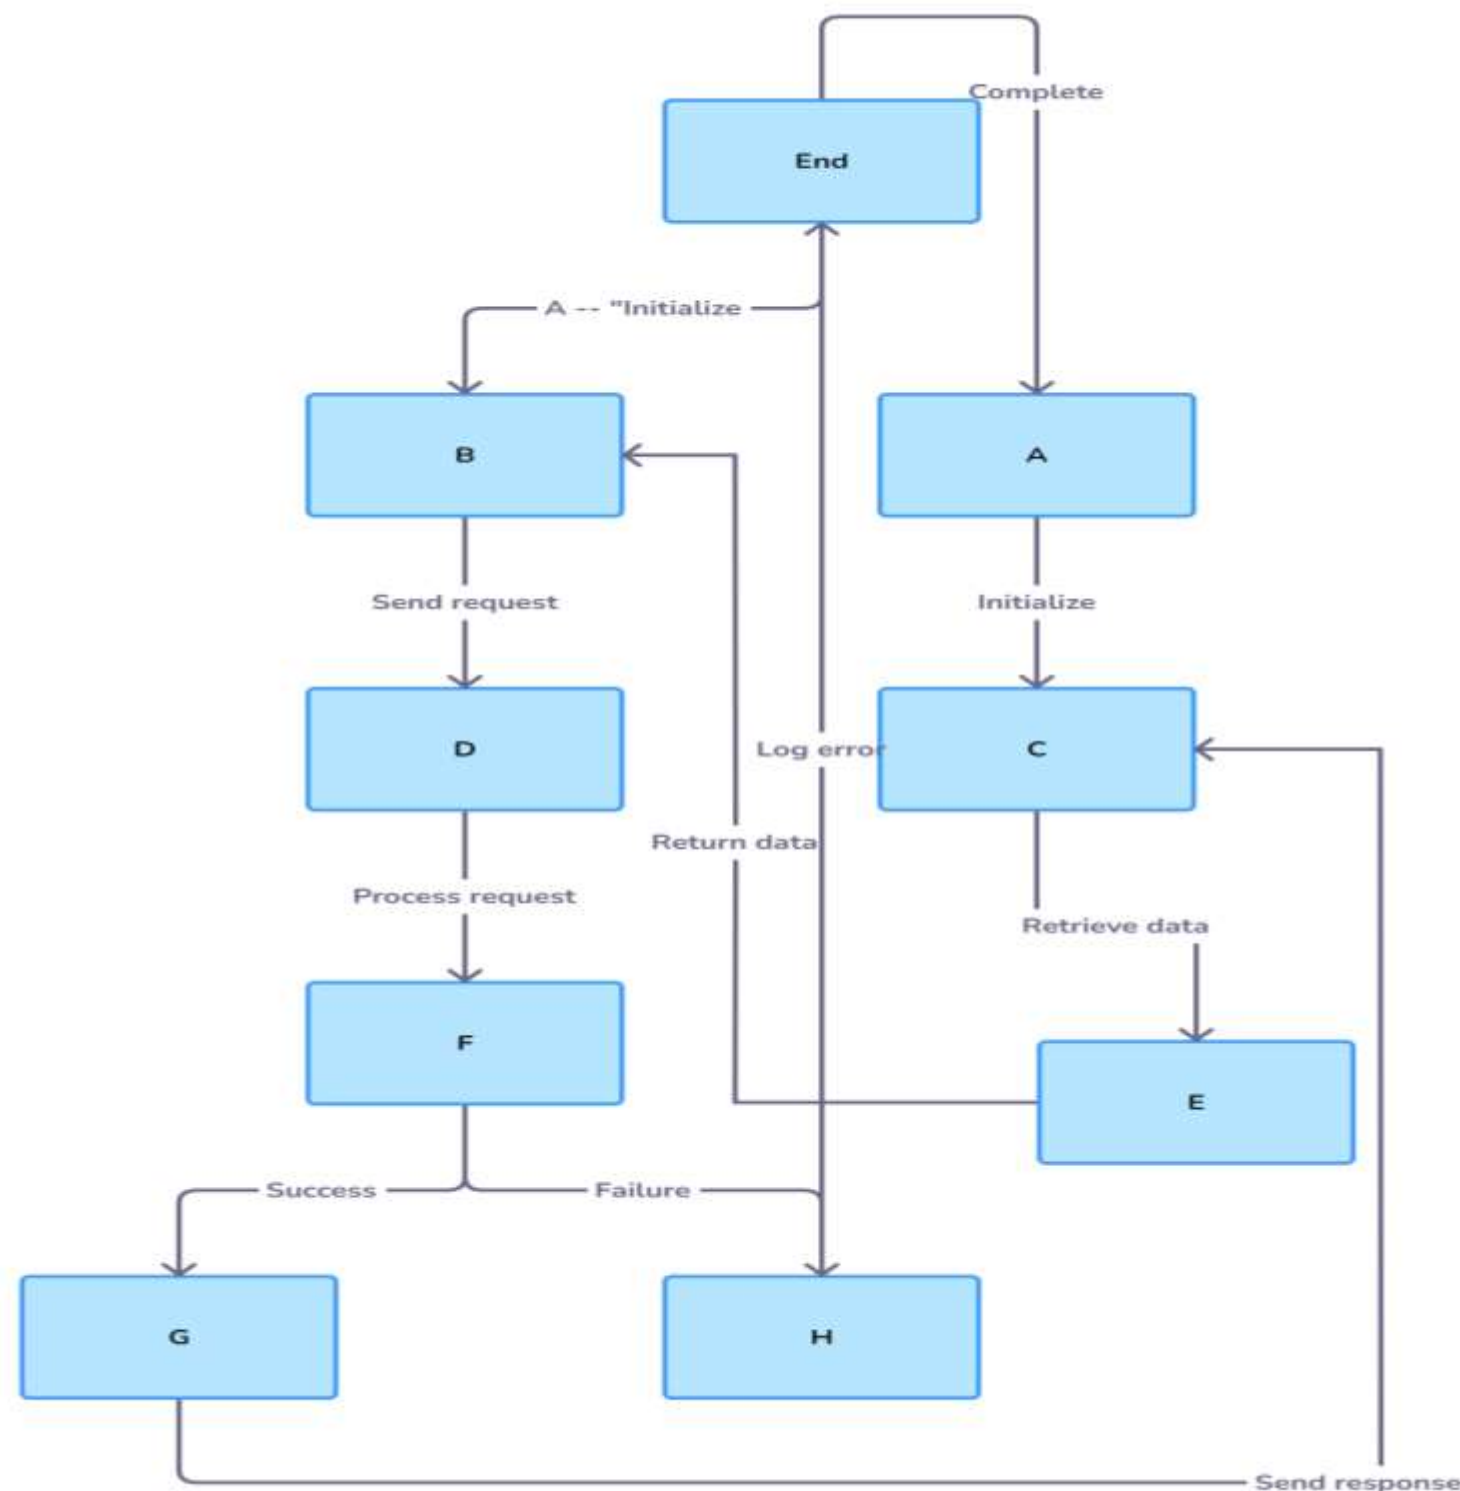 Complete
End
A -- "Initialize
B
A
Send request
Initialize
D
Log error
C
Return data
Process request
Retrieve data
F
E
Success
Failure
G
H
Send response